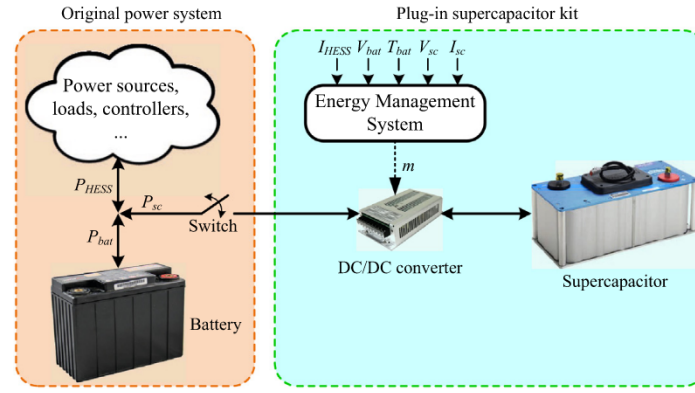 Original power system
Plug-in supercapacitor kit
Power sources,
loads, controllers,
...
I_HESS V_bat T_bat V_sc I_sc
Energy Management
System
m
P_HESS
P_sc
Switch
P_bat
DC/DC converter
Supercapacitor
Battery